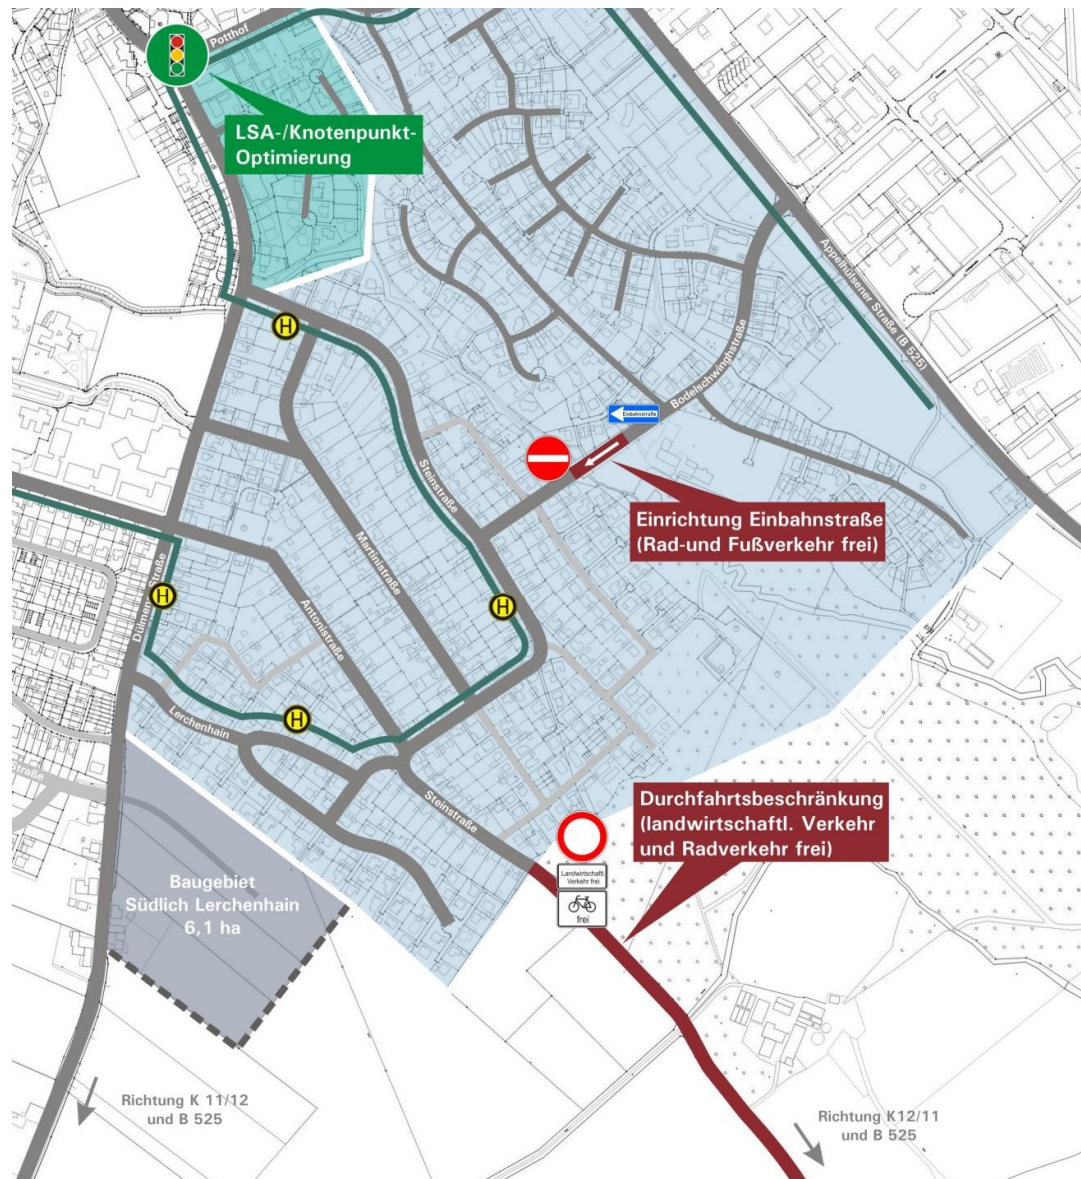 Potthof
LSA-/Knotenpunkt-
Optimierung
H
Appelhülsener Straße (B 525)
Bodelschwinghstraße
Einbahnstraße
Steinstraße
Einrichtung Einbahnstraße
(Rad-und Fußverkehr frei)
Martinistraße
H
H
Antonistraße
H
Lerchenhain
Steinstraße
Straße
Durchfahrtsbeschränkung
(landwirtschaftl. Verkehr
und Radverkehr frei)
Landwirtschaftl.
Verkehr frei
frei
Baugebiet
Südlich Lerchenhain
6,1 ha
Richtung K 11/12
und B 525
Richtung K12/11
und B 525